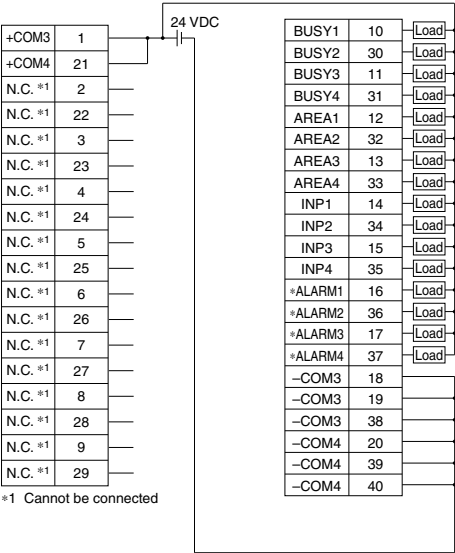 24 VDC
+COM3 1
+COM4 21
N.C. *1 2
N.C. *1 22
N.C. *1 3
N.C. *1 23
N.C. *1 4
N.C. *1 24
N.C. *1 5
N.C. *1 25
N.C. *1 6
N.C. *1 26
N.C. *1 7
N.C. *1 27
N.C. *1 8
N.C. *1 28
N.C. *1 9
N.C. *1 29
*1 Cannot be connected
BUSY1 10 Load
BUSY2 30 Load
BUSY3 11 Load
BUSY4 31 Load
AREA1 12 Load
AREA2 32 Load
AREA3 13 Load
AREA4 33 Load
INP1 14 Load
INP2 34 Load
INP3 15 Load
INP4 35 Load
*ALARM1 16 Load
*ALARM2 36 Load
*ALARM3 17 Load
*ALARM4 37 Load
−COM3 18
−COM3 19
−COM3 38
−COM4 20
−COM4 39
−COM4 40